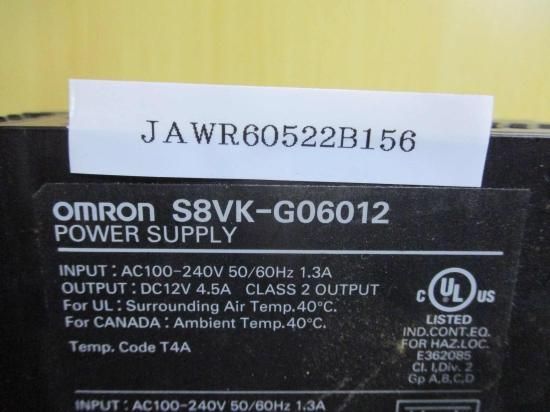 JAWR60522B156
OMRON S8VK-G06012
POWER SUPPLY
INPUT : AC100-240V 50/60Hz 1.3A
OUTPUT : DC12V 4.5A CLASS 2 OUTPUT
For UL : Surrounding Air Temp. 40°C.
For CANADA : Ambient Temp. 40°C.
Temp. Code T4A
C UL US
LISTED
IND.CONT.EQ.
FOR HAZ.LOC.
E362085
Cl. I, Div. 2
Gp A,B,C,D
INPUT : AC100-240V 50/60Hz 1.3A